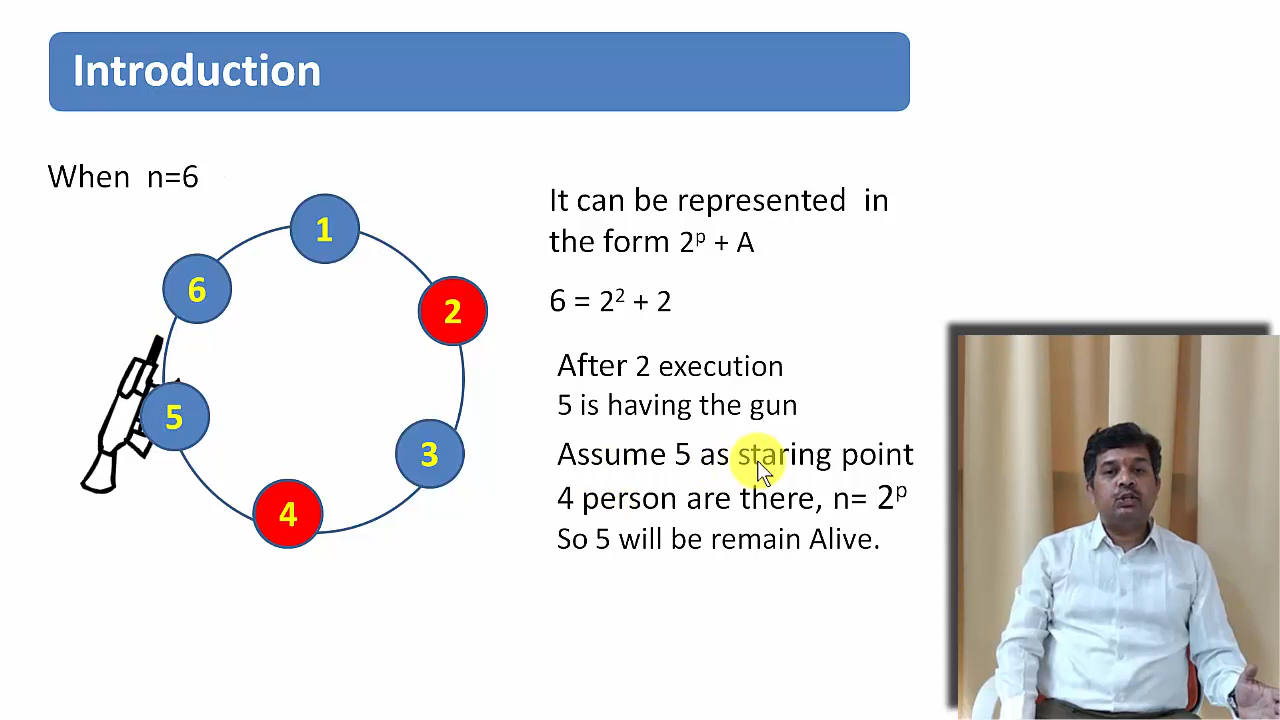 Introduction
When n=6
1
2
3
4
5
6
It can be represented in
the form 2ᵖ + A
6 = 2² + 2
After 2 execution
5 is having the gun
Assume 5 as staring point
4 person are there, n= 2ᵖ
So 5 will be remain Alive.